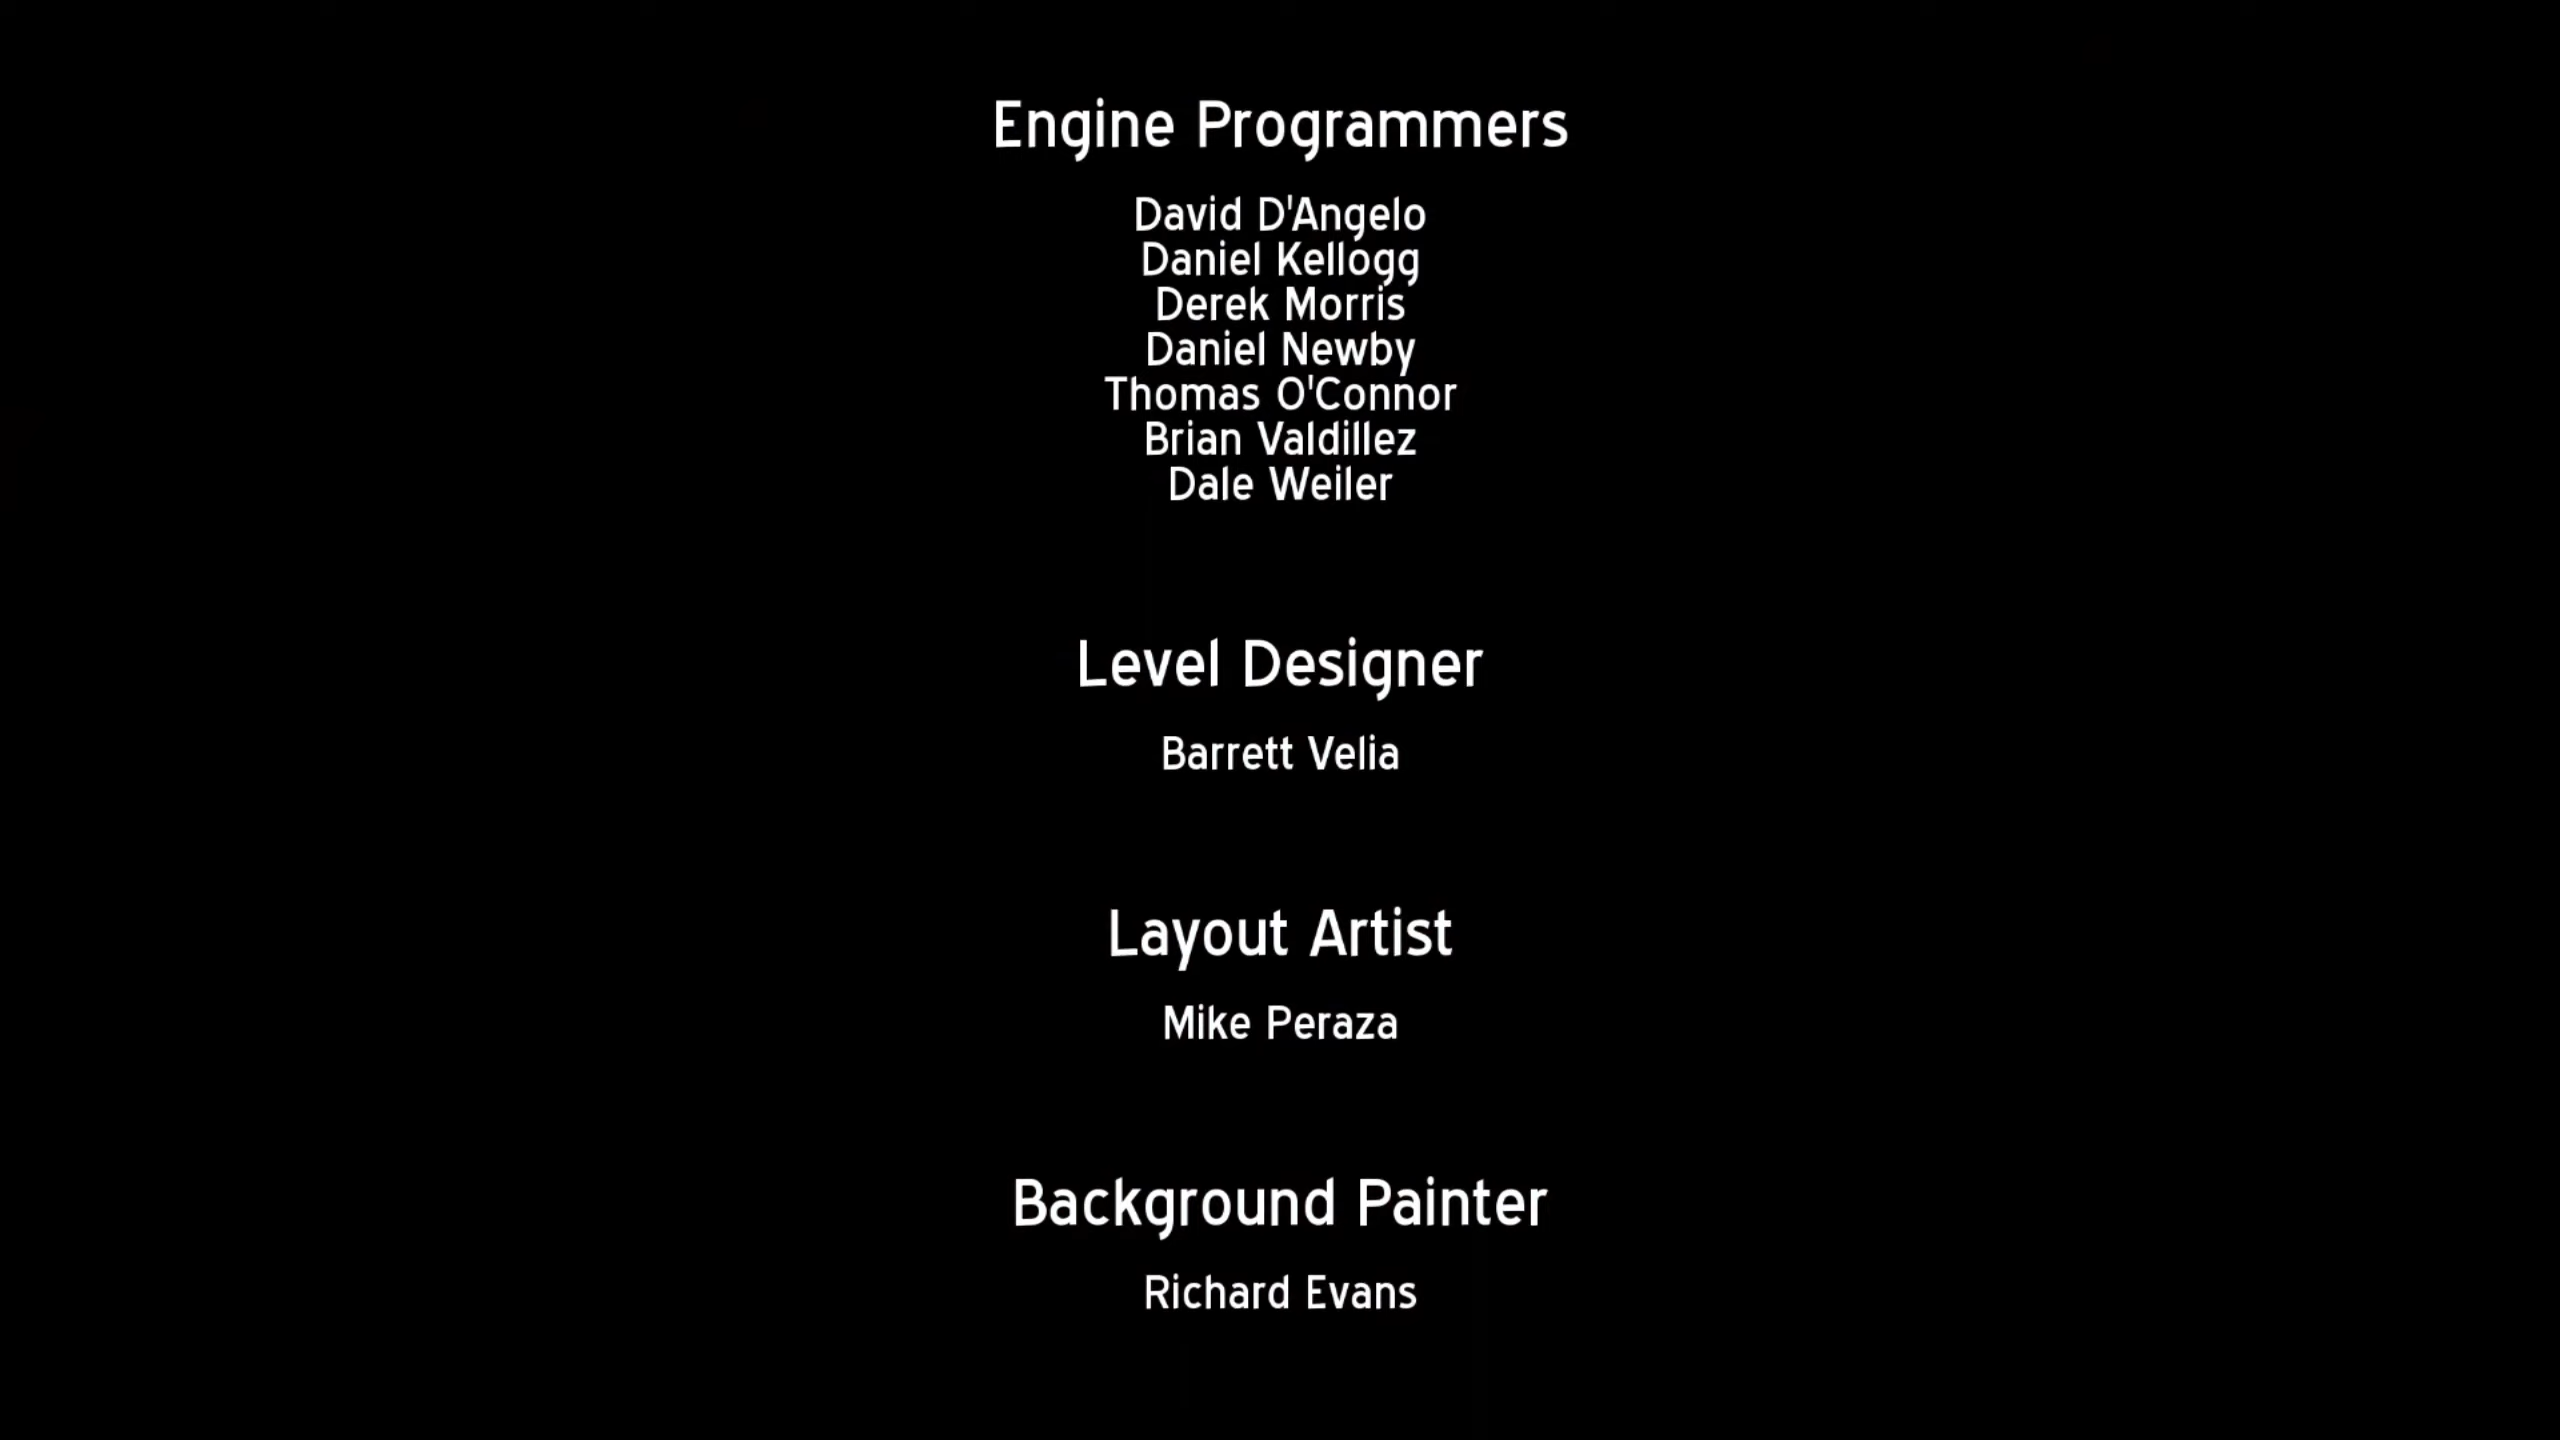 Engine Programmers
David D'Angelo
Daniel Kellogg
Derek Morris
Daniel Newby
Thomas O'Connor
Brian Valdillez
Dale Weiler
Level Designer
Barrett Velia
Layout Artist
Mike Peraza
Background Painter
Richard Evans